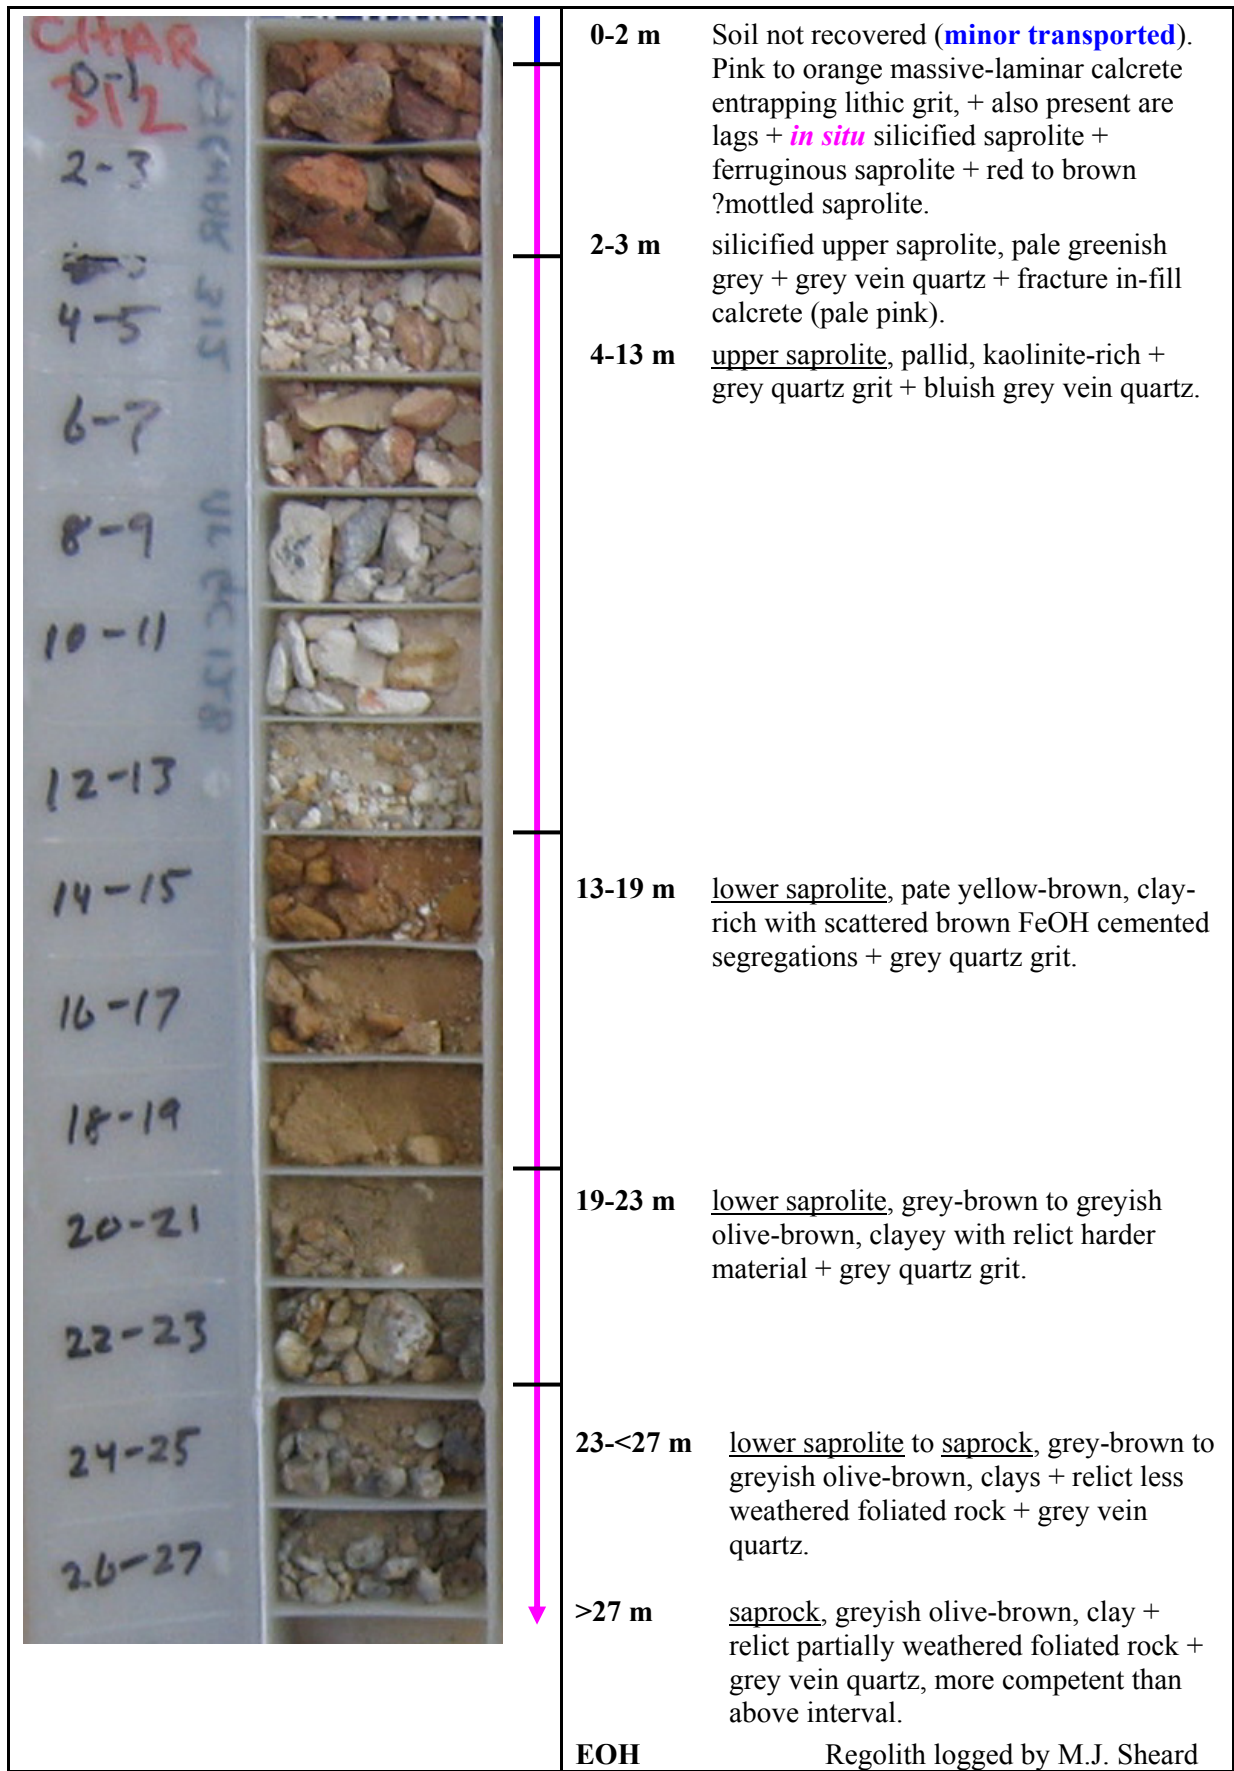 CHAR
0-1
312
2-3
4-5
6-7
8-9
10-11
12-13
14-15
16-17
18-19
20-21
22-23
24-25
26-27
CHAR 312
0-2 m Soil not recovered (minor transported).
Pink to orange massive-laminar calcrete
entrapping lithic grit, + also present are
lags + in situ silicified saprolite +
ferruginous saprolite + red to brown
?mottled saprolite.
2-3 m silicified upper saprolite, pale greenish
grey + grey vein quartz + fracture in-fill
calcrete (pale pink).
4-13 m upper saprolite, pallid, kaolinite-rich +
grey quartz grit + bluish grey vein quartz.
13-19 m lower saprolite, pate yellow-brown, clay-
rich with scattered brown FeOH cemented
segregations + grey quartz grit.
19-23 m lower saprolite, grey-brown to greyish
olive-brown, clayey with relict harder
material + grey quartz grit.
23-<27 m lower saprolite to saprock, grey-brown to
greyish olive-brown, clays + relict less
weathered foliated rock + grey vein
quartz.
>27 m saprock, greyish olive-brown, clay +
relict partially weathered foliated rock +
grey vein quartz, more competent than
above interval.
EOH Regolith logged by M.J. Sheard